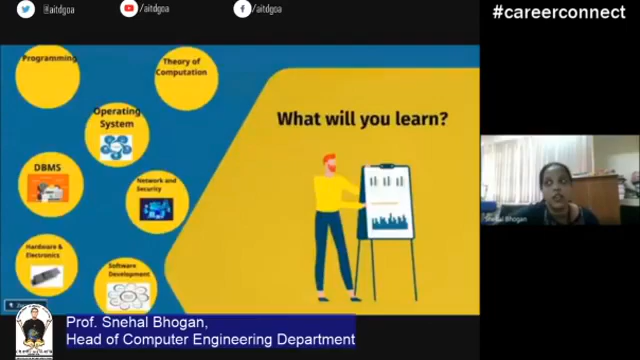 @aitdgoa
/aitdgoa
/aitdgoa
#careerconnect
Programming
Theory of
Computation
Operating
System
What will you learn?
DBMS
Network and
Security
Hardware &
Electronics
Software
Development
Snehal Bhogan
Prof. Snehal Bhogan,
Head of Computer Engineering Department